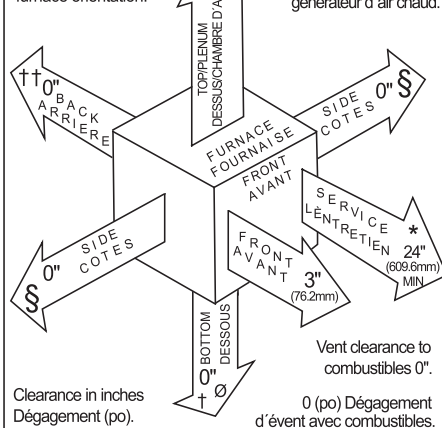 furnace orientation.
générateur d'air chaud.
TOP/PLENUM
DESSUS/CHAMBRE D'A
††0"
BACK
ARRIERE
SIDE
COTES
0" §
FURNACE
FOURNAISE
FRONT
AVANT
SERVICE
LÈNTRETIEN
*
24"
(609.6mm)
MIN
§ 0"
SIDE
COTES
FRONT
AVANT
3"
(76.2mm)
BOTTOM
DESSOUS
0"
† Ø
Vent clearance to
combustibles 0".
Clearance in inches
Dégagement (po).
0 (po) Dégagement
d´évent avec combustibles.